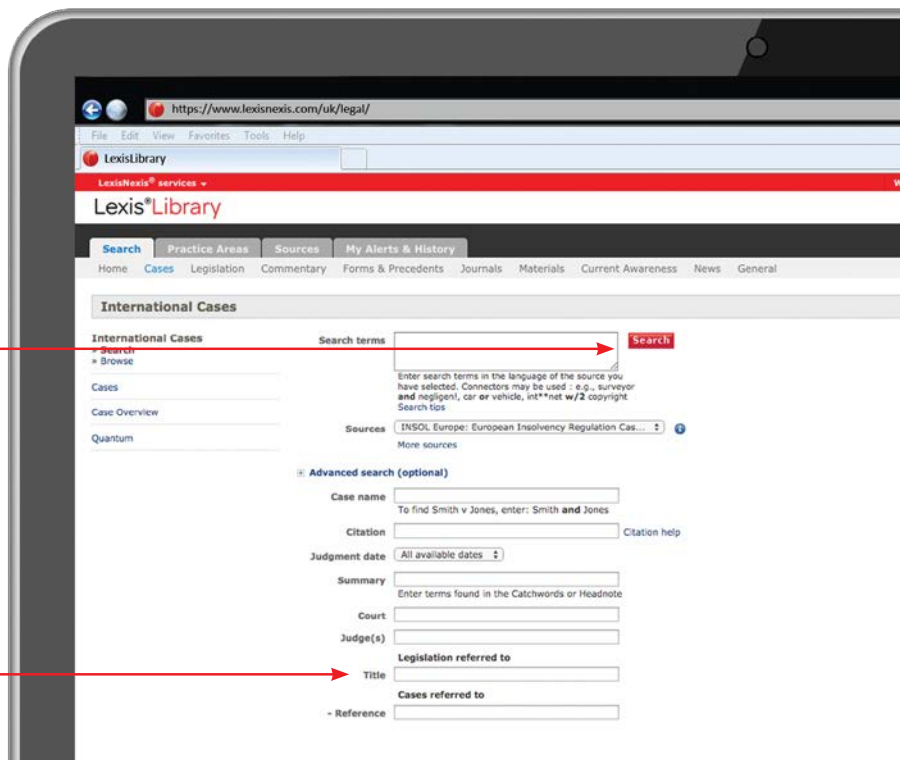 https://www.lexisnexis.com/uk/legal/
File Edit View Favorites Tools Help
LexisLibrary
LexisNexis® services
Lexis®Library
Search Practice Areas Sources My Alerts & History
Home Cases Legislation Commentary Forms & Precedents Journals Materials Current Awareness News General
International Cases
International Cases
» Search
» Browse
Cases
Case Overview
Quantum
Search terms
Search
Enter search terms in the language of the source you
have selected. Connectors may be used : e.g., surveyor
and negligen!, car or vehicle, int**net w/2 copyright
Search tips
Sources INSOL Europe: European Insolvency Regulation Cas...
More sources
Advanced search (optional)
Case name
To find Smith v Jones, enter: Smith and Jones
Citation Citation help
Judgment date All available dates
Summary
Enter terms found in the Catchwords or Headnote
Court
Judge(s)
Legislation referred to
Title
Cases referred to
- Reference